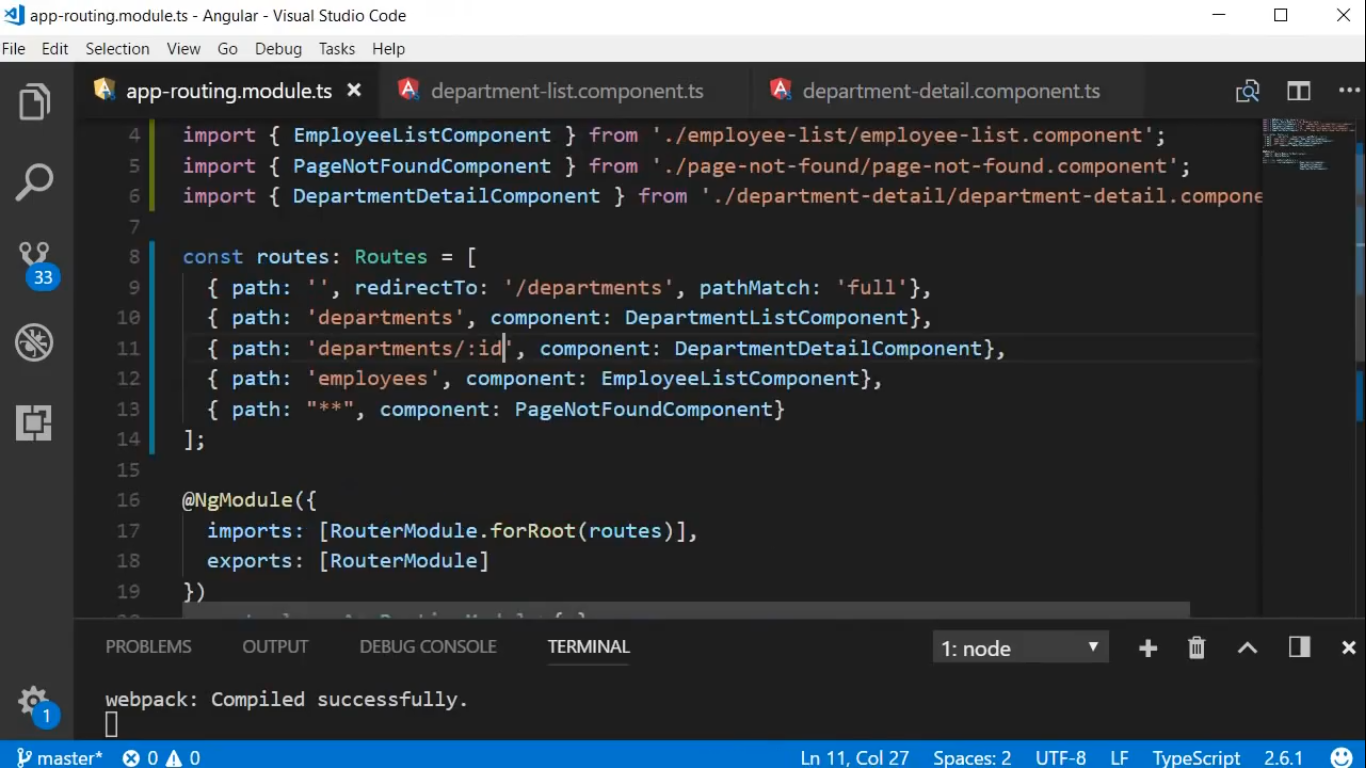 app-routing.module.ts - Angular - Visual Studio Code
File Edit Selection View Go Debug Tasks Help
app-routing.module.ts department-list.component.ts department-detail.component.ts
4 import { EmployeeListComponent } from './employee-list/employee-list.component';
5 import { PageNotFoundComponent } from './page-not-found/page-not-found.component';
6 import { DepartmentDetailComponent } from './department-detail/department-detail.compone
7
8 const routes: Routes = [
9 { path: '', redirectTo: '/departments', pathMatch: 'full'},
10 { path: 'departments', component: DepartmentListComponent},
11 { path: 'departments/:id', component: DepartmentDetailComponent},
12 { path: 'employees', component: EmployeeListComponent},
13 { path: "**", component: PageNotFoundComponent}
14 ];
15
16 @NgModule({
17 imports: [RouterModule.forRoot(routes)],
18 exports: [RouterModule]
19 })
33
PROBLEMS OUTPUT DEBUG CONSOLE TERMINAL 1: node
webpack: Compiled successfully.
1
master* 0 0 Ln 11, Col 27 Spaces: 2 UTF-8 LF TypeScript 2.6.1